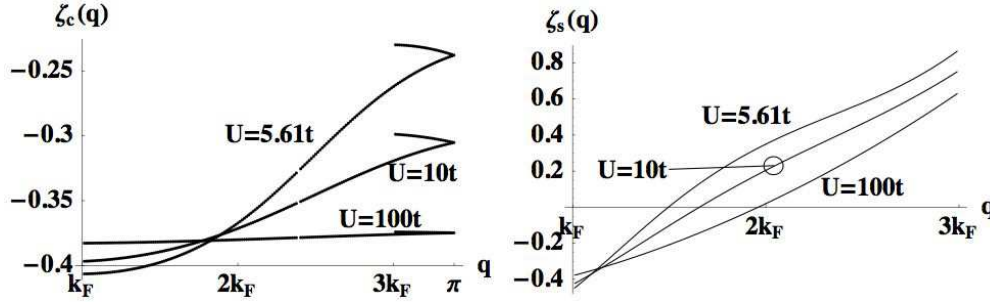 ζc(q)
−0.25
−0.3
−0.35
−0.4
U=5.61t
U=10t
U=100t
kF
2kF
3kF
π
q
ζs(q)
0.8
0.6
0.4
0.2
−0.2
−0.4
U=5.61t
U=10t
U=100t
kF
2kF
3kF
q